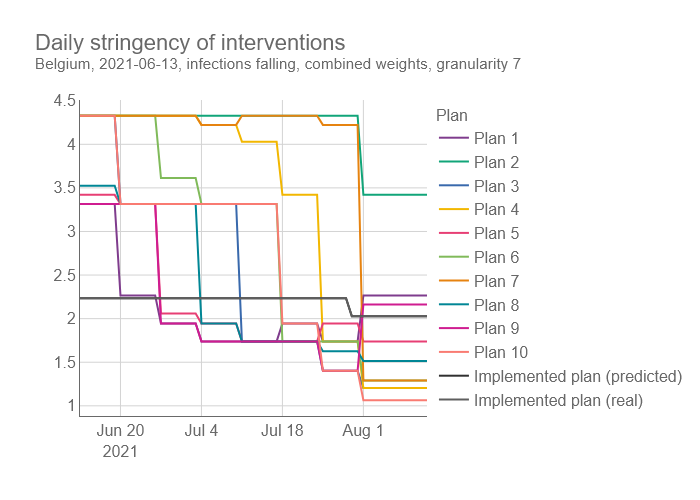 Daily stringency of interventions
Belgium, 2021-06-13, infections falling, combined weights, granularity 7
4.5
4
3.5
3
2.5
2
1.5
1
Jun 20
2021
Jul 4
Jul 18
Aug 1
Plan
Plan 1
Plan 2
Plan 3
Plan 4
Plan 5
Plan 6
Plan 7
Plan 8
Plan 9
Plan 10
Implemented plan (predicted)
Implemented plan (real)